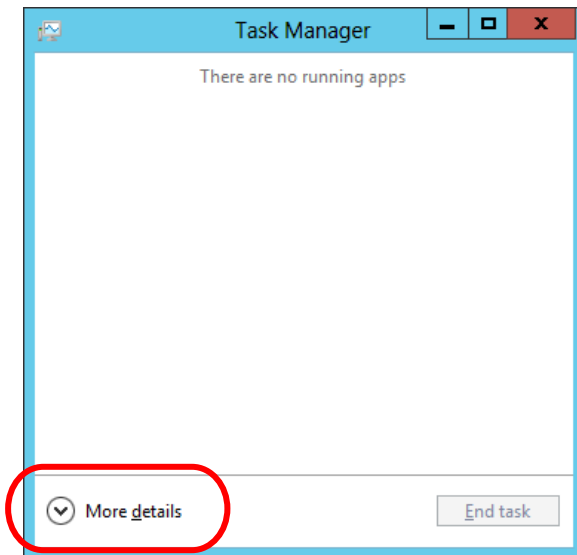 Task Manager
There are no running apps
More details
End task